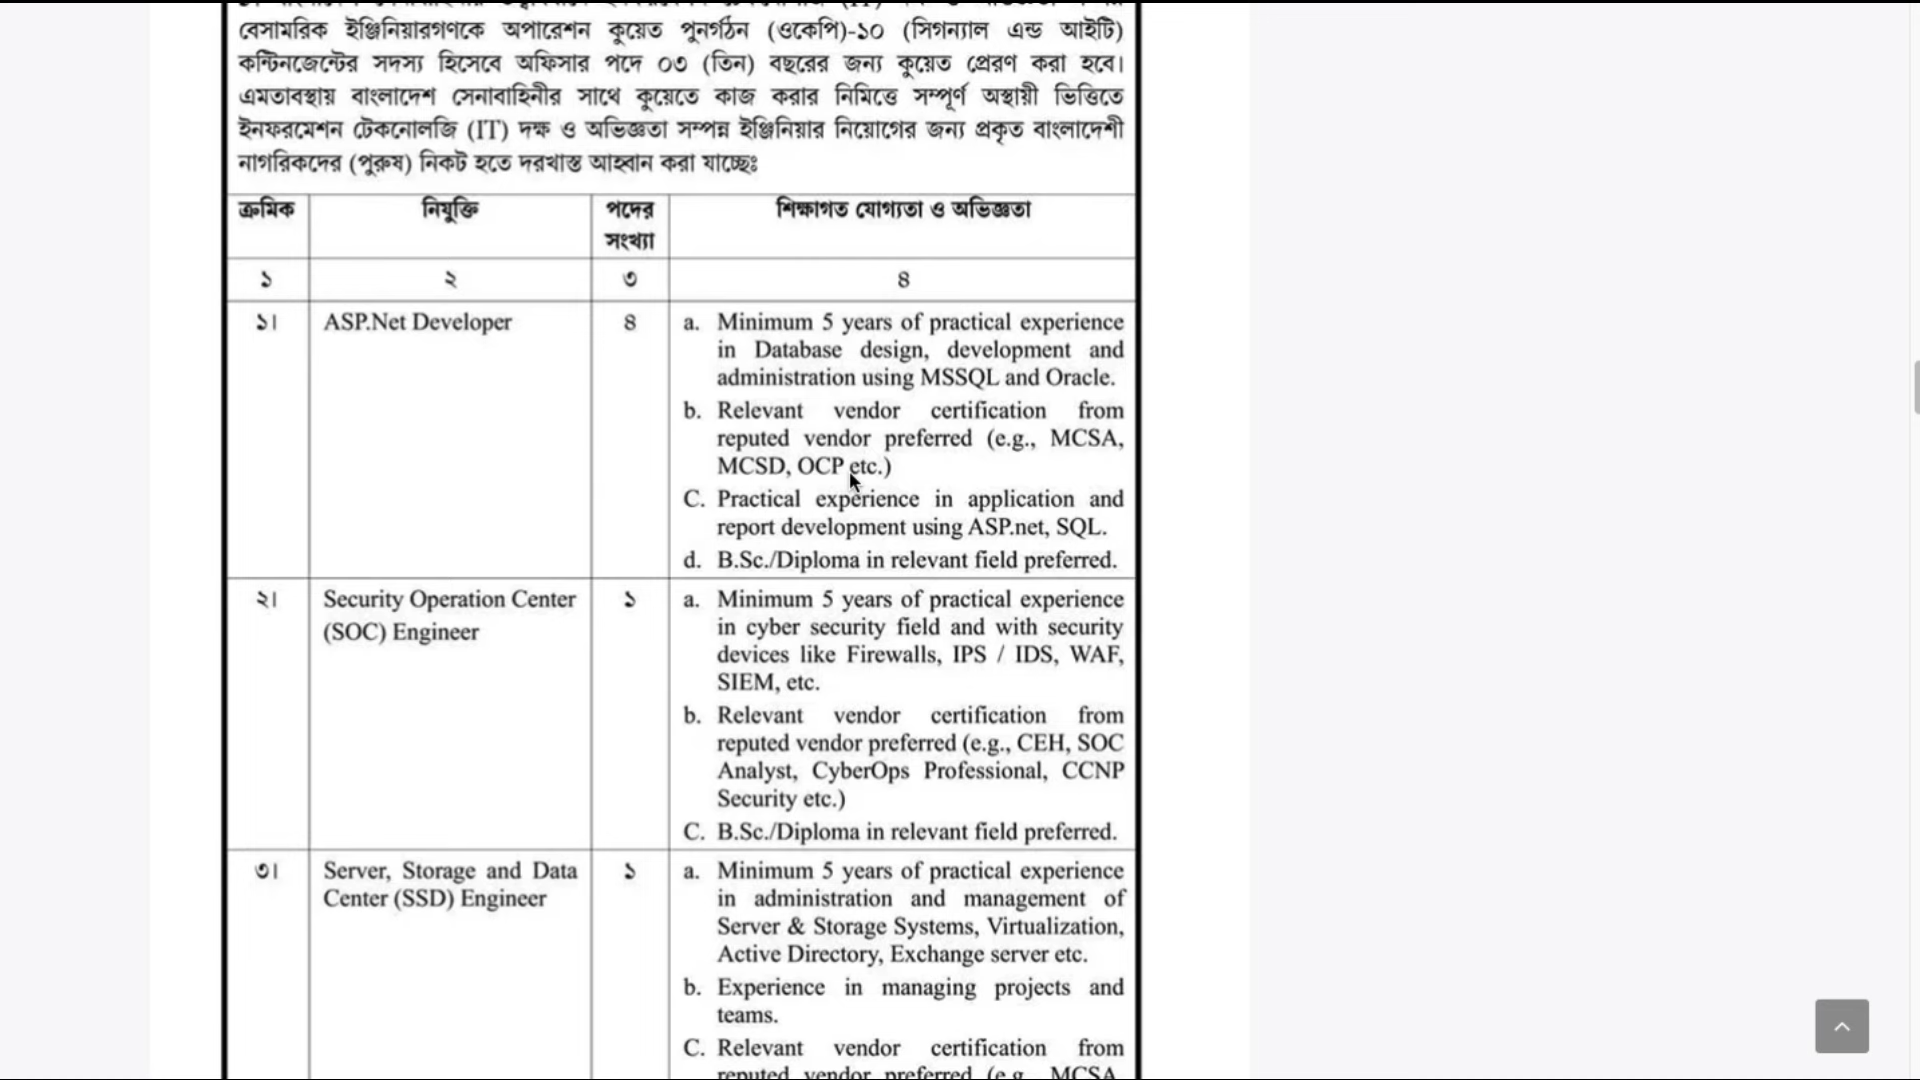 বেসামরিক ইঞ্জিনিয়ারগণকে অপারেশন কুয়েত পুনর্গঠন (ওকেপি)-১০ (সিগন্যাল এন্ড আইটি)
কন্টিনজেন্টের সদস্য হিসেবে অফিসার পদে ০৩ (তিন) বছরের জন্য কুয়েত প্রেরণ করা হবে।
এমতাবস্থায় বাংলাদেশ সেনাবাহিনীর সাথে কুয়েতে কাজ করার নিমিত্তে সম্পূর্ণ অস্থায়ী ভিত্তিতে
ইনফরমেশন টেকনোলজি (IT) দক্ষ ও অভিজ্ঞতা সম্পন্ন ইঞ্জিনিয়ার নিয়োগের জন্য প্রকৃত বাংলাদেশী
নাগরিকদের (পুরুষ) নিকট হতে দরখাস্ত আহ্বান করা যাচ্ছেঃ
ক্রমিক নিযুক্তি পদের সংখ্যা শিক্ষাগত যোগ্যতা ও অভিজ্ঞতা
১ ২ ৩ ৪
১। ASP.Net Developer ৪ a. Minimum 5 years of practical experience
in Database design, development and
administration using MSSQL and Oracle.
b. Relevant vendor certification from
reputed vendor preferred (e.g., MCSA,
MCSD, OCP etc.)
C. Practical experience in application and
report development using ASP.net, SQL.
d. B.Sc./Diploma in relevant field preferred.
২। Security Operation Center ১ a. Minimum 5 years of practical experience
(SOC) Engineer in cyber security field and with security
devices like Firewalls, IPS / IDS, WAF,
SIEM, etc.
b. Relevant vendor certification from
reputed vendor preferred (e.g., CEH, SOC
Analyst, CyberOps Professional, CCNP
Security etc.)
C. B.Sc./Diploma in relevant field preferred.
৩। Server, Storage and Data ১ a. Minimum 5 years of practical experience
Center (SSD) Engineer in administration and management of
Server & Storage Systems, Virtualization,
Active Directory, Exchange server etc.
b. Experience in managing projects and
teams.
C. Relevant vendor certification from
reputed vendor preferred (e.g., MCSA,